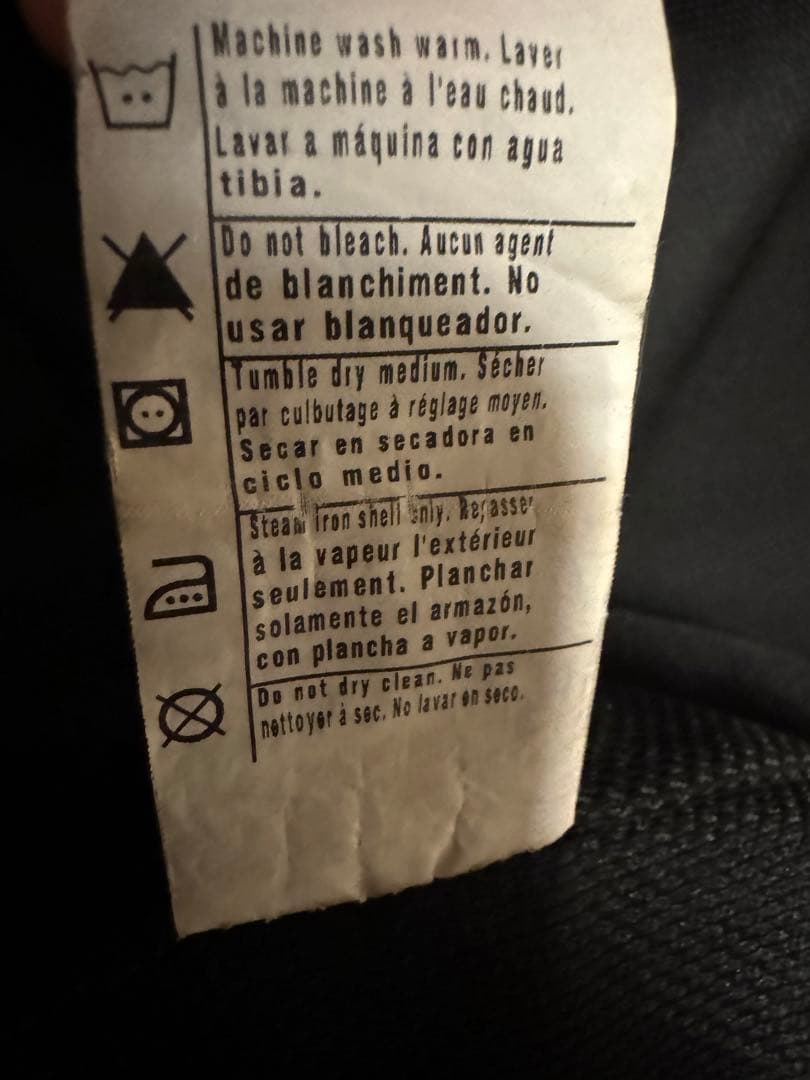 Machine wash warm. Laver
à la machine à l'eau chaud.
Lavar a máquina con agua
tibia.
Do not bleach. Aucun agent
de blanchiment. No
usar blanqueador.
Tumble dry medium. Sécher
par culbutage à réglage moyen.
Secar en secadora en
ciclo medio.
Steam iron shell only. Repasser
à la vapeur l'extérieur
seulement. Planchar
solamente el armazón,
con plancha a vapor.
Do not dry clean. Ne pas
nettoyer à sec. No lavar en seco.